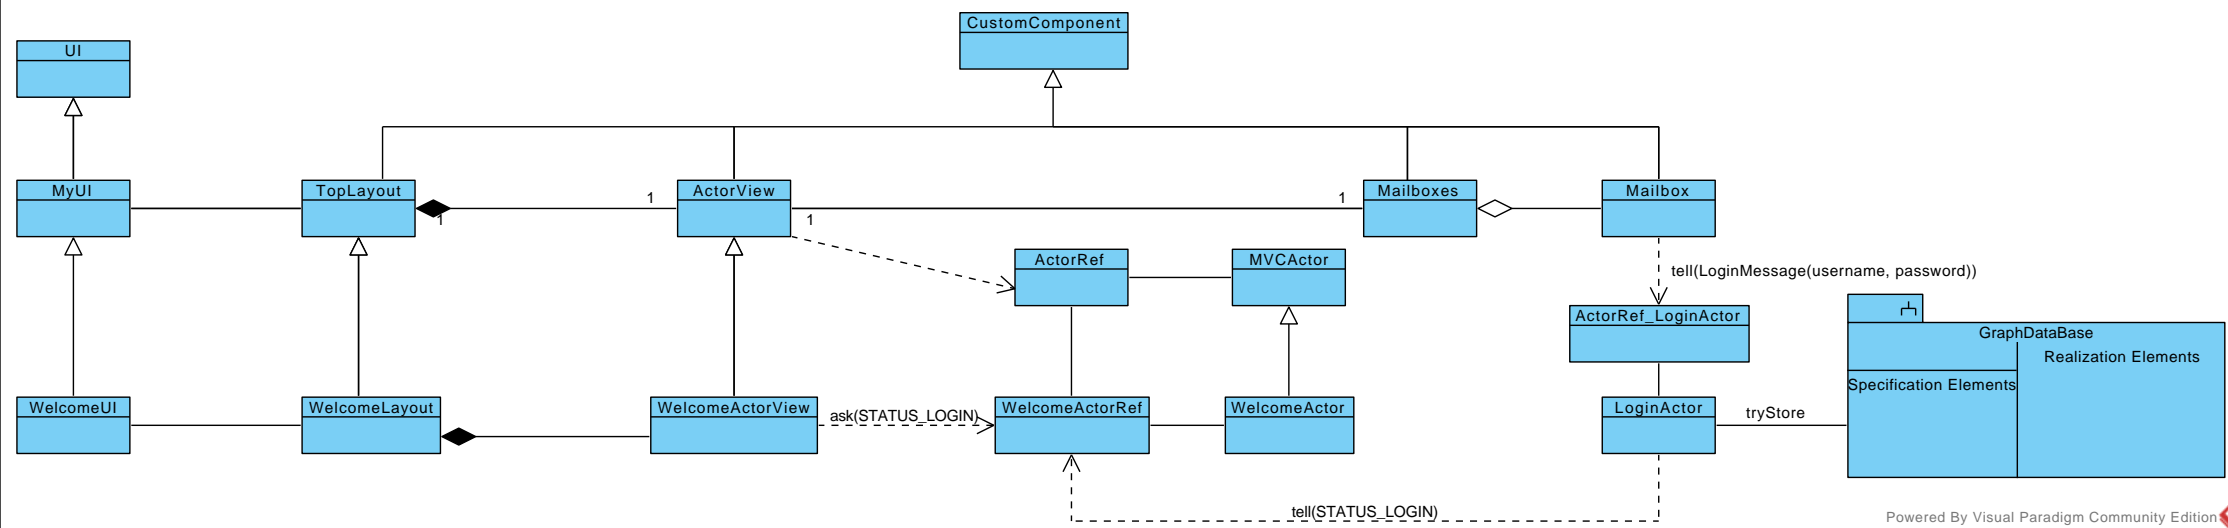 CustomComponent
UI
MyUI
TopLayout
1
1
ActorView
1
1
Mailboxes
Mailbox
ActorRef
MVCActor
tell(LoginMessage(username, password))
ActorRef_LoginActor
GraphDataBase
Realization Elements
Specification Elements
WelcomeUI
WelcomeLayout
WelcomeActorView
ask(STATUS_LOGIN)
WelcomeActorRef
WelcomeActor
LoginActor
tryStore
tell(STATUS_LOGIN)
Powered By Visual Paradigm Community Edition